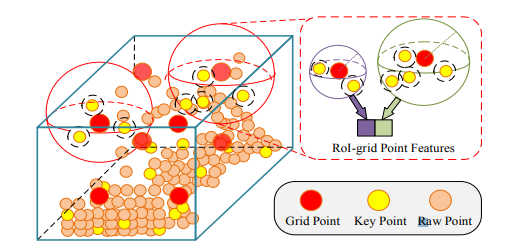 RoI-grid Point Features
Grid Point Key Point Raw Point